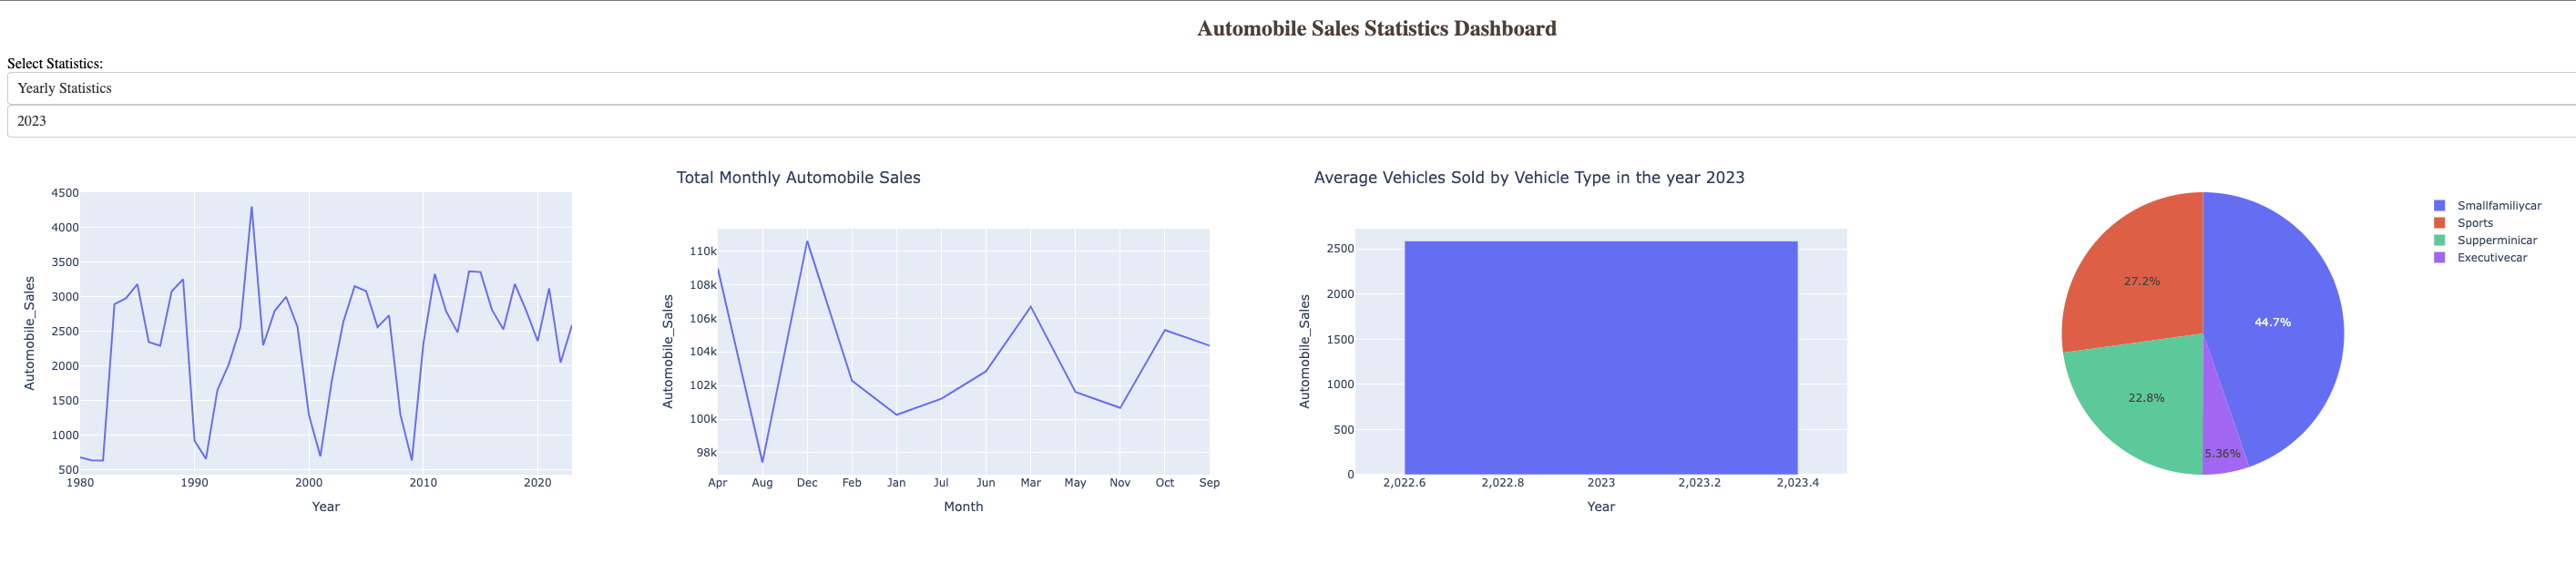 Automobile Sales Statistics Dashboard
Select Statistics:
Yearly Statistics
2023
4500
4000
3500
3000
2500
2000
1500
1000
500
Automobile_Sales
1980 1990 2000 2010 2020
Year
Total Monthly Automobile Sales
110k
108k
106k
104k
102k
100k
98k
Automobile_Sales
Apr Aug Dec Feb Jan Jul Jun Mar May Nov Oct Sep
Month
Average Vehicles Sold by Vehicle Type in the year 2023
2500
2000
1500
1000
500
0
Automobile_Sales
2,022.6 2,022.8 2023 2,023.2 2,023.4
Year
27.2%
44.7%
22.8%
5.36%
Smallfamiliycar
Sports
Supperminicar
Executivecar